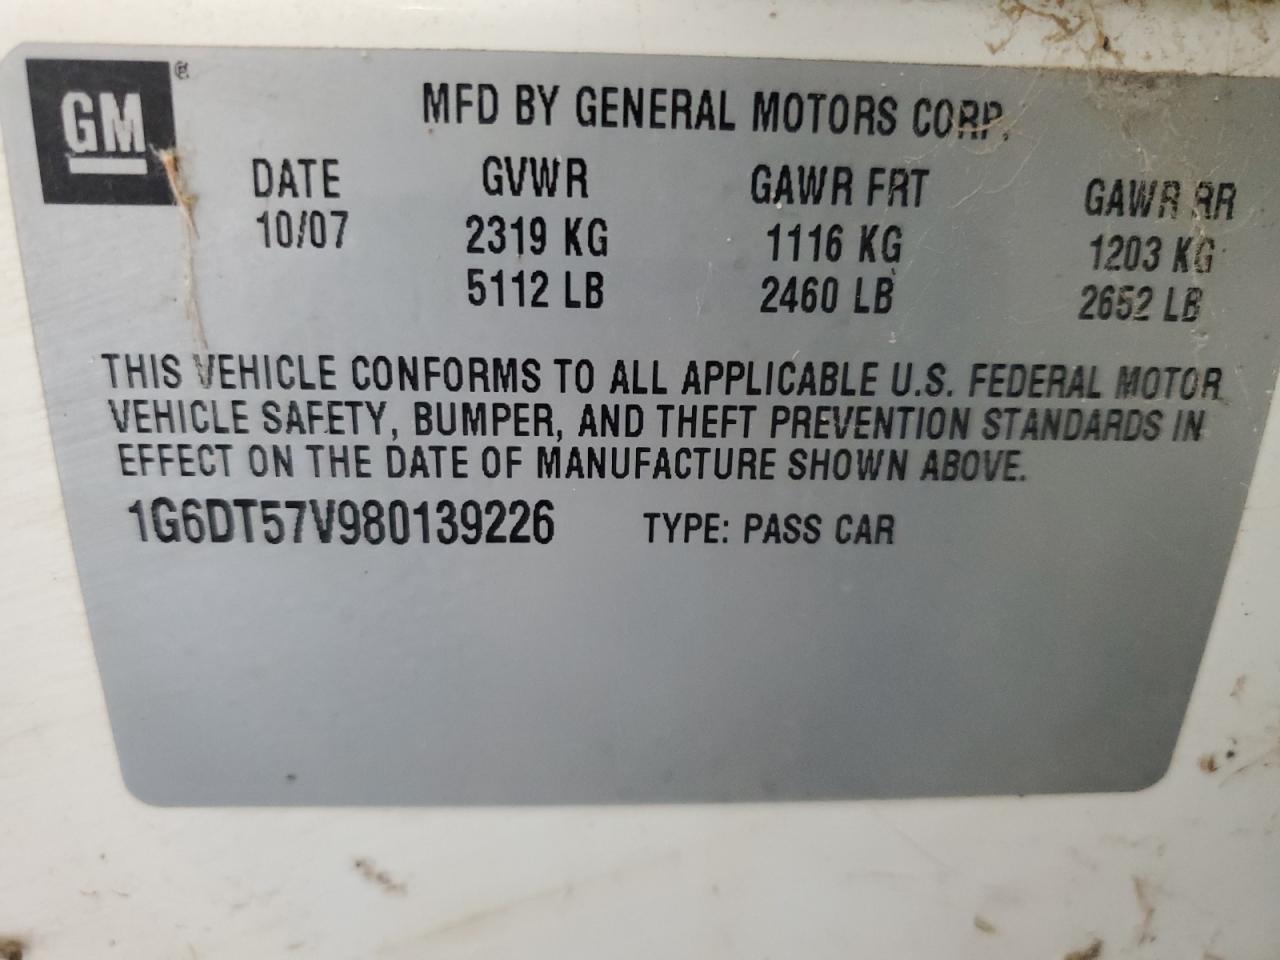 GM ®
MFD BY GENERAL MOTORS CORP.
DATE GVWR GAWR FRT GAWR RR
10/07 2319 KG 1116 KG 1203 KG
5112 LB 2460 LB 2652 LB
THIS VEHICLE CONFORMS TO ALL APPLICABLE U.S. FEDERAL MOTOR
VEHICLE SAFETY, BUMPER, AND THEFT PREVENTION STANDARDS IN
EFFECT ON THE DATE OF MANUFACTURE SHOWN ABOVE.
1G6DT57V980139226 TYPE: PASS CAR